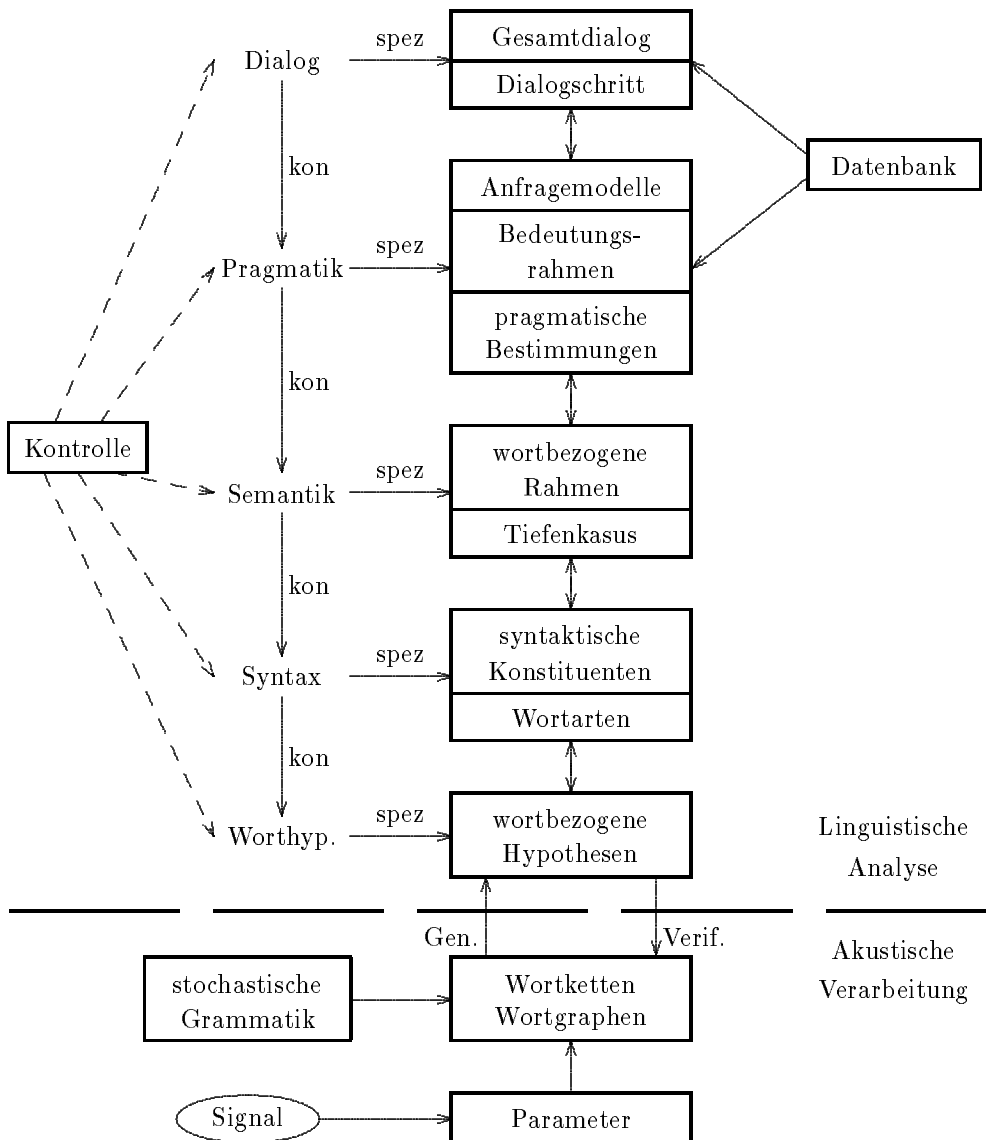 spez
Gesamtdialog
Dialog
Dialogschritt
kon
Datenbank
Anfragemodelle
spez
Bedeutungs-
rahmen
Pragmatik
pragmatische
Bestimmungen
kon
Kontrolle
wortbezogene
spez
Rahmen
Semantik
Tiefenkasus
kon
syntaktische
spez
Konstituenten
Syntax
Wortarten
kon
spez
wortbezogene
Worthyp.
Hypothesen
Linguistische
Analyse
Gen.
Verif.
Akustische
Verarbeitung
stochastische
Grammatik
Wortketten
Wortgraphen
Signal
Parameter